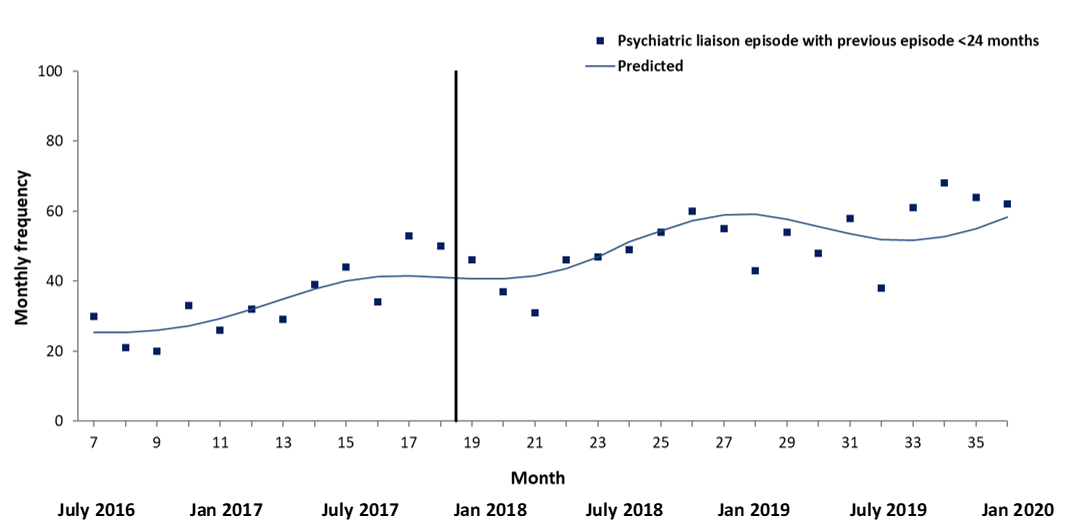 Psychiatric liaison episode with previous episode <24 months
Predicted
100
80
60
40
20
0
Monthly frequency
7 9 11 13 15 17 19 21 23 25 27 29 31 33 35
Month
July 2016 Jan 2017 July 2017 Jan 2018 July 2018 Jan 2019 July 2019 Jan 2020